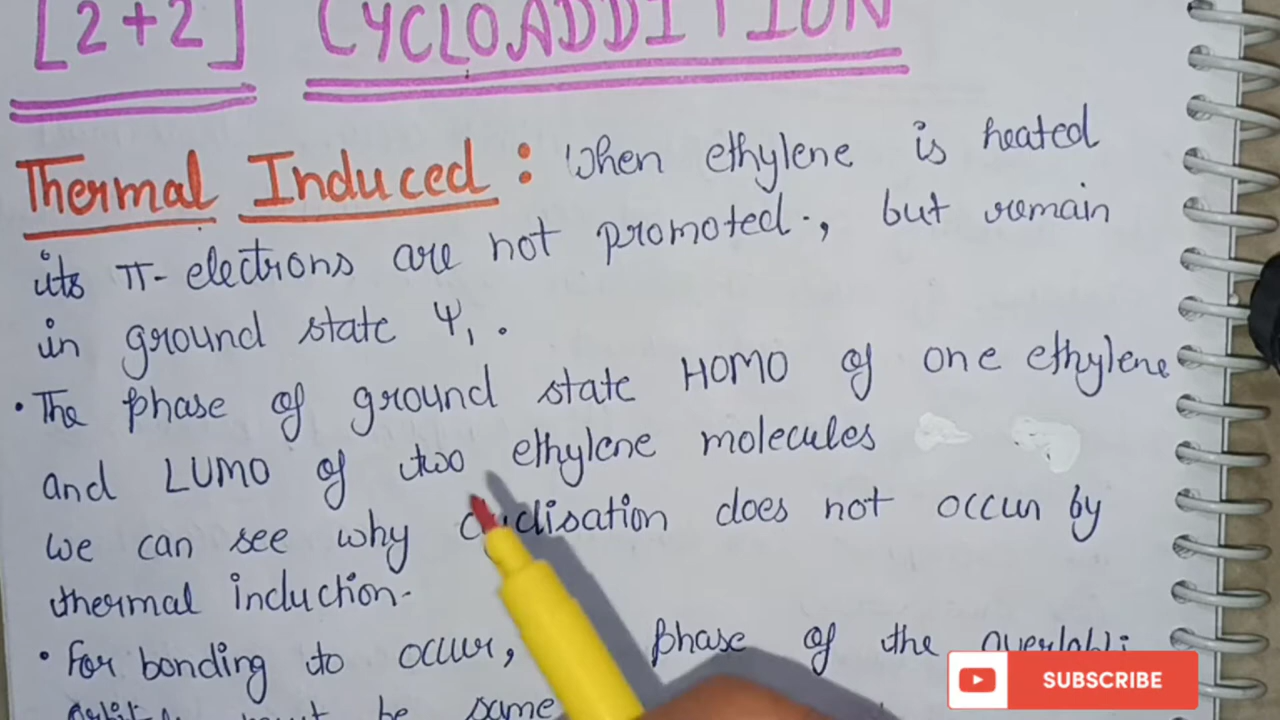 [2+2] CYCLOADDITION
Thermal Induced : When ethylene is heated
its π-electrons are not promoted., but remain
in ground state Ψ₁.
• The phase of ground state HOMO of one ethylene
and LUMO of two ethylene molecules
we can see why cyclisation does not occur by
thermal induction.
• For bonding to occur, phase of the
must be same
SUBSCRIBE